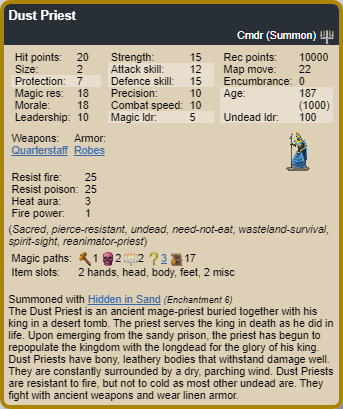 Dust Priest
Cmdr (Summon)
Hit points: 20 Strength: 15 Rec points: 10000
Size: 2 Attack skill: 12 Map move: 22
Protection: 7 Defence skill: 15 Encumbrance: 0
Magic res: 18 Precision: 10 Age: 187
Morale: 18 Combat speed: 10 (1000)
Leadership: 10 Magic ldr: 5 Undead ldr: 100
Weapons: Armor:
Quarterstaff Robes
Resist fire: 25
Resist poison: 25
Heat aura: 3
Fire power: 1
(Sacred, pierce-resistant, undead, need-not-eat, wasteland-survival,
spirit-sight, reanimator-priest)
Magic paths: 1 2 2 ? 3 17
Item slots: 2 hands, head, body, feet, 2 misc
Summoned with Hidden in Sand (Enchantment 6)
The Dust Priest is an ancient mage-priest buried together with his
king in a desert tomb. The priest serves the king in death as he did in
life. Upon emerging from the sandy prison, the priest has begun to
repopulate the kingdom with the longdead for the glory of his king.
Dust Priests have bony, leathery bodies that withstand damage well.
They are constantly surrounded by a dry, parching wind. Dust Priests
are resistant to fire, but not to cold as most other undead are. They
fight with ancient weapons and wear linen armor.